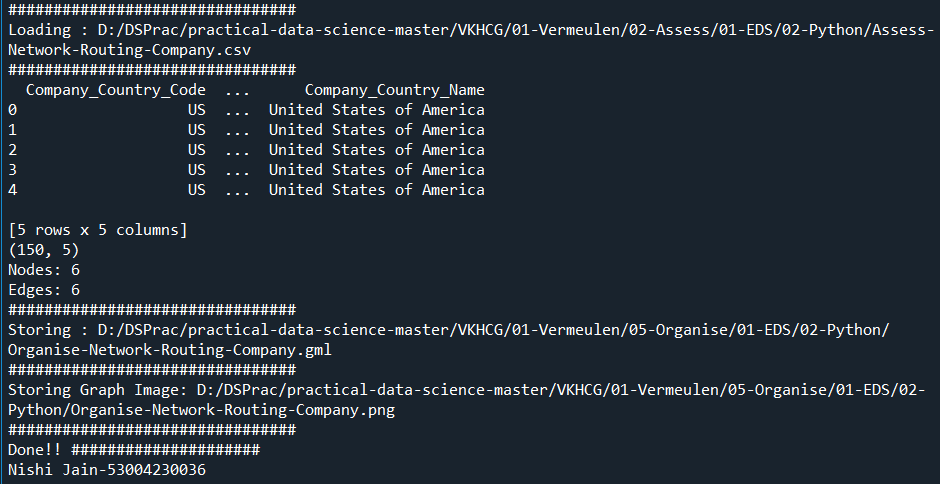 ################################
Loading : D:/DSPrac/practical-data-science-master/VKHCG/01-Vermeulen/02-Assess/01-EDS/02-Python/Assess-
Network-Routing-Company.csv
################################
  Company_Country_Code  ...      Company_Country_Name
0                   US  ...  United States of America
1                   US  ...  United States of America
2                   US  ...  United States of America
3                   US  ...  United States of America
4                   US  ...  United States of America
[5 rows x 5 columns]
(150, 5)
Nodes: 6
Edges: 6
################################
Storing : D:/DSPrac/practical-data-science-master/VKHCG/01-Vermeulen/05-Organise/01-EDS/02-Python/
Organise-Network-Routing-Company.gml
################################
Storing Graph Image: D:/DSPrac/practical-data-science-master/VKHCG/01-Vermeulen/05-Organise/01-EDS/02-
Python/Organise-Network-Routing-Company.png
################################
Done!! #####################
Nishi Jain-53004230036